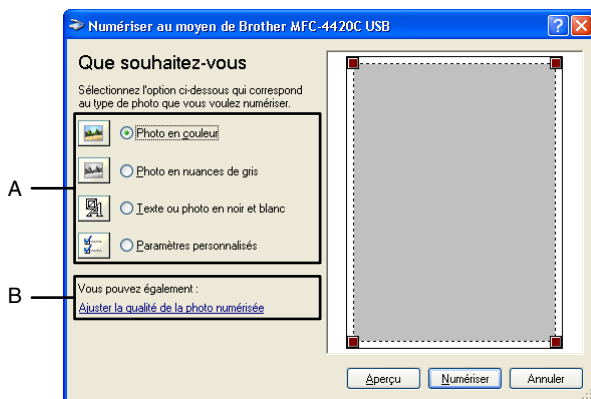 Numériser au moyen de Brother MFC-4420C USB
Que souhaitez-vous
Sélectionnez l'option ci-dessous qui correspond
au type de photo que vous voulez numériser.
A
Photo en couleur
Photo en nuances de gris
Texte ou photo en noir et blanc
Paramètres personnalisés
B
Vous pouvez également :
Ajuster la qualité de la photo numérisée
Aperçu
Numériser
Annuler